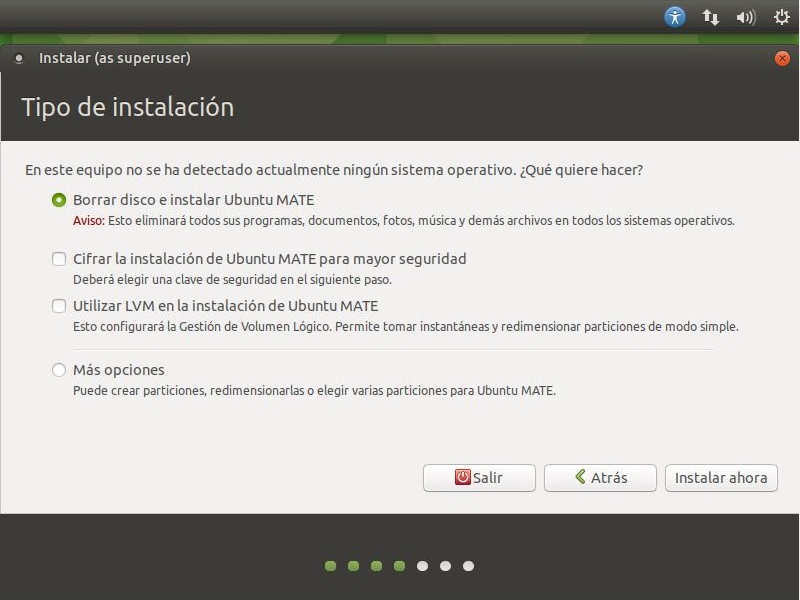 Instalar (as superuser)
Tipo de instalación
En este equipo no se ha detectado actualmente ningún sistema operativo. ¿Qué quiere hacer?
Borrar disco e instalar Ubuntu MATE
Aviso: Esto eliminará todos sus programas, documentos, fotos, música y demás archivos en todos los sistemas operativos.
Cifrar la instalación de Ubuntu MATE para mayor seguridad
Deberá elegir una clave de seguridad en el siguiente paso.
Utilizar LVM en la instalación de Ubuntu MATE
Esto configurará la Gestión de Volumen Lógico. Permite tomar instantáneas y redimensionar particiones de modo simple.
Más opciones
Puede crear particiones, redimensionarlas o elegir varias particiones para Ubuntu MATE.
Salir
Atrás
Instalar ahora